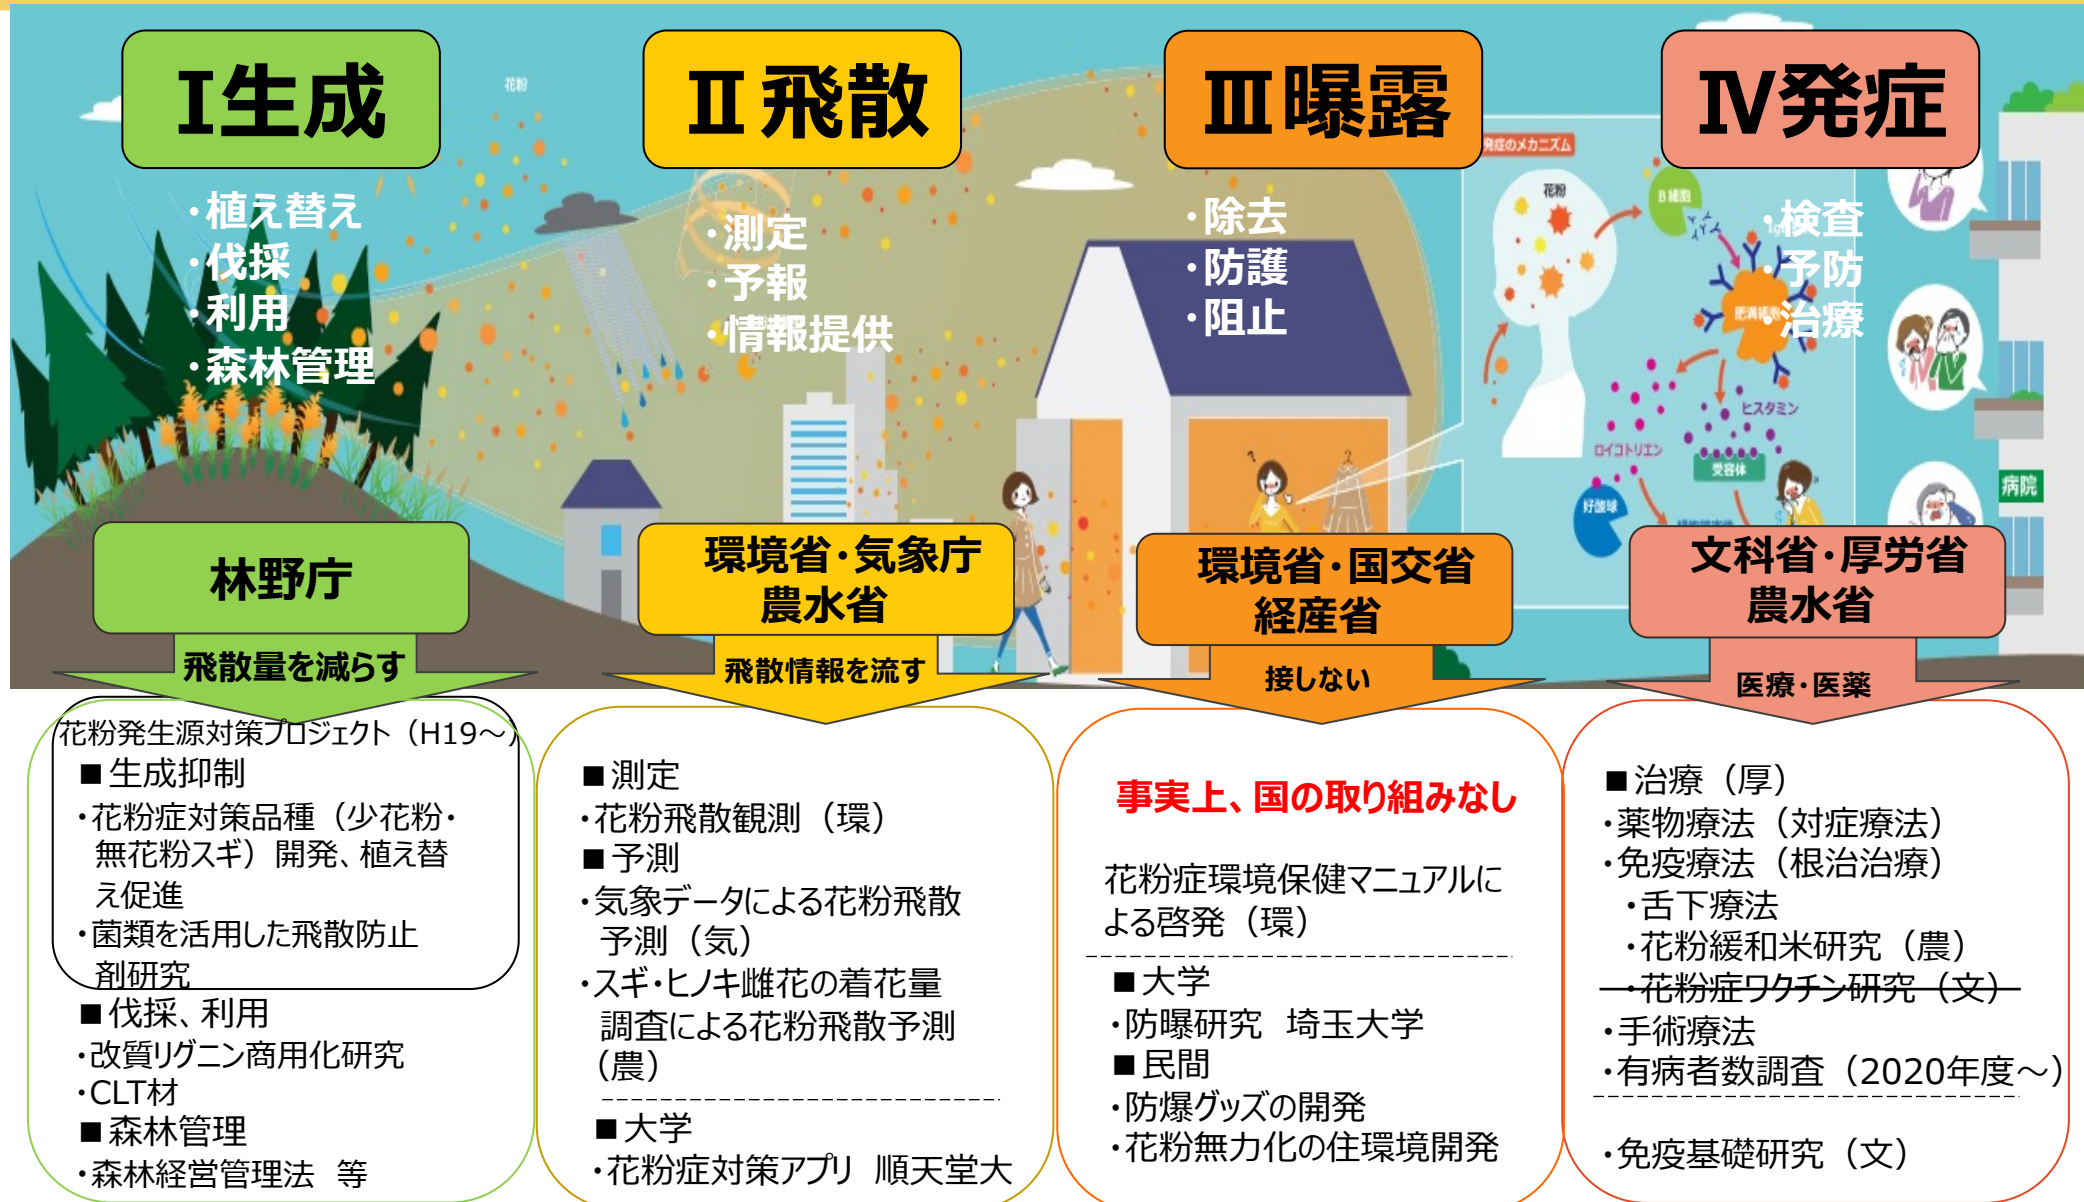 Ⅰ生成
・植え替え
・伐採
・利用
・森林管理
林野庁
飛散量を減らす
花粉発生源対策プロジェクト（H19～）
■生成抑制
・花粉症対策品種（少花粉・
無花粉スギ）開発、植え替
え促進
・菌類を活用した飛散防止
剤研究
■伐採、利用
・改質リグニン商用化研究
・CLT材
■森林管理
・森林経営管理法　等
花粉
Ⅱ飛散
・測定
・予報
・情報提供
環境省・気象庁
農水省
飛散情報を流す
■測定
・花粉飛散観測（環）
■予測
・気象データによる花粉飛散
予測（気）
・スギ・ヒノキ雌花の着花量
調査による花粉飛散予測
（農）
■大学
・花粉症対策アプリ　順天堂大
Ⅲ曝露
・除去
・防護
・阻止
環境省・国交省
経産省
接しない
事実上、国の取り組みなし
花粉症環境保健マニュアルに
よる啓発（環）
■大学
・防曝研究　埼玉大学
■民間
・防爆グッズの開発
・花粉無力化の住環境開発
Ⅳ発症
・検査
・予防
・治療
発症のメカニズム
花粉
B細胞
肥満細胞
ヒスタミン
ロイコトリエン
受容体
好酸球
病院
文科省・厚労省
農水省
医療・医薬
■治療（厚）
・薬物療法（対症療法）
・免疫療法（根治治療）
・舌下療法
・花粉緩和米研究（農）
・花粉症ワクチン研究（文）
・手術療法
・有病者数調査（2020年度～）
・免疫基礎研究（文）